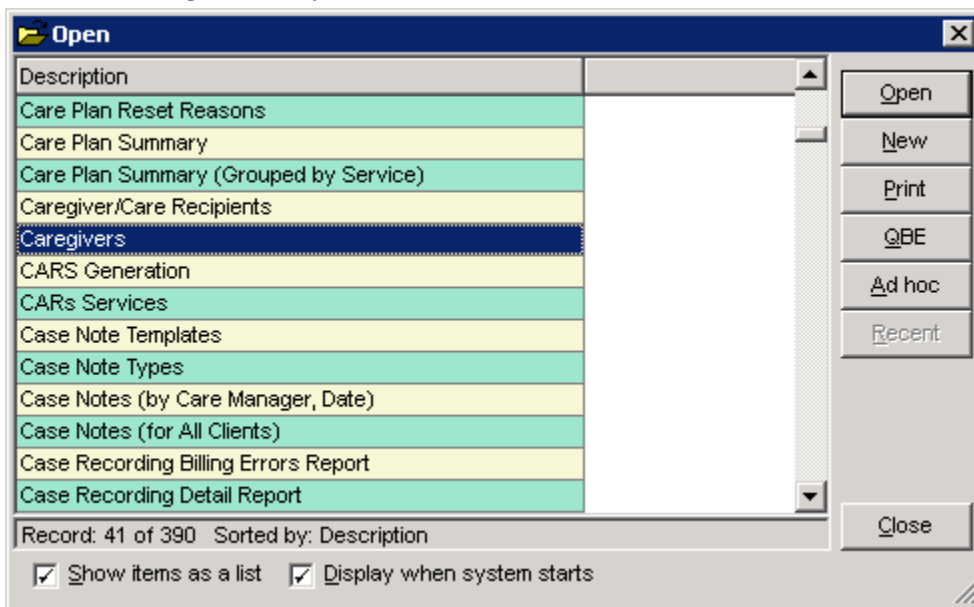 Open
Description
Care Plan Reset Reasons
Care Plan Summary
Care Plan Summary (Grouped by Service)
Caregiver/Care Recipients
Caregivers
CARS Generation
CARs Services
Case Note Templates
Case Note Types
Case Notes (by Care Manager, Date)
Case Notes (for All Clients)
Case Recording Billing Errors Report
Case Recording Detail Report
Record: 41 of 390 Sorted by: Description
Show items as a list Display when system starts
Open
New
Print
QBE
Ad hoc
Recent
Close